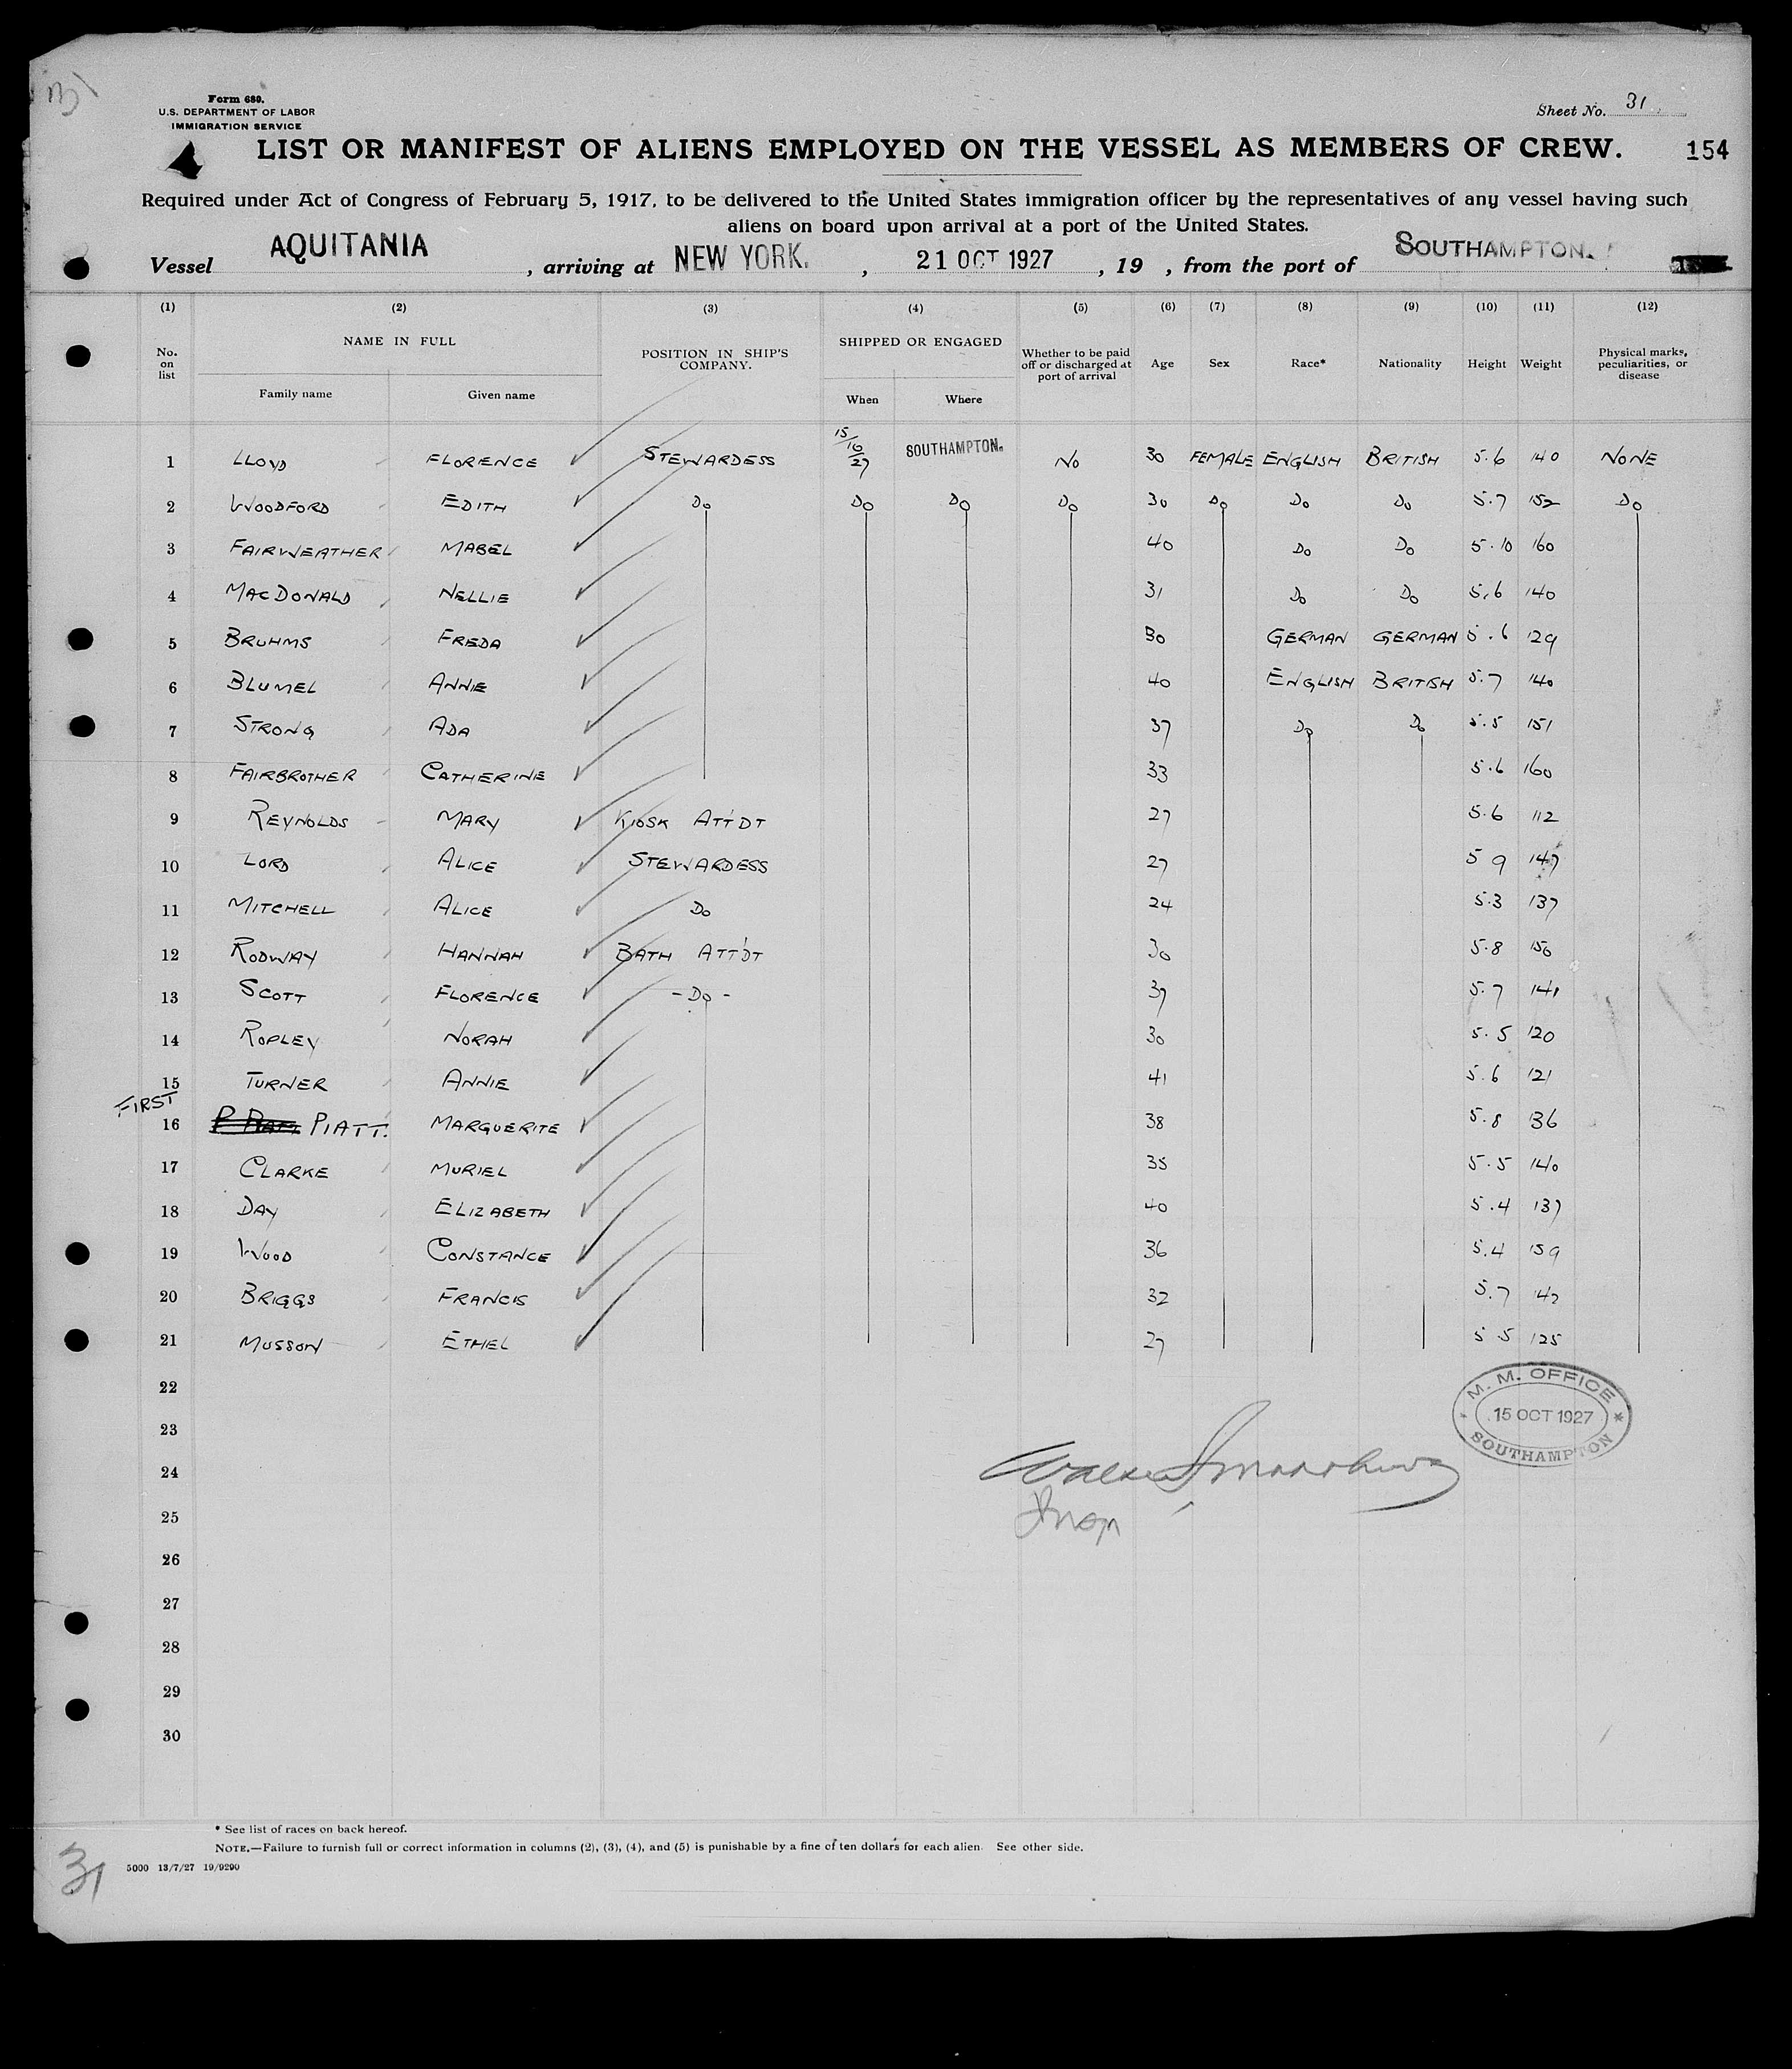 Form 680.
U.S. DEPARTMENT OF LABOR
IMMIGRATION SERVICE
Sheet No. 31
LIST OR MANIFEST OF ALIENS EMPLOYED ON THE VESSEL AS MEMBERS OF CREW. 154
Required under Act of Congress of February 5, 1917, to be delivered to the United States immigration officer by the representatives of any vessel having such
aliens on board upon arrival at a port of the United States.
Vessel AQUITANIA, arriving at NEW YORK., 21 OCT 1927, 19 , from the port of SOUTHAMPTON.
(1) (2) (3) (4) (5) (6) (7) (8) (9) (10) (11) (12)
No. on list NAME IN FULL Family name Given name POSITION IN SHIP'S COMPANY. SHIPPED OR ENGAGED When Where Whether to be paid off or discharged at port of arrival Age Sex Race* Nationality Height Weight Physical marks, peculiarities, or disease
1 LLOYD FLORENCE STEWARDESS 15/10/27 SOUTHAMPTON. NO 30 FEMALE ENGLISH BRITISH 5.6 140 NONE
2 WOODFORD EDITH DO DO DO DO 30 DO DO DO 5.7 152 DO
3 FAIRWEATHER MABEL 40 DO DO 5.10 160
4 MACDONALD NELLIE 31 DO DO 5.6 140
5 BRUHMS FREDA 30 GERMAN GERMAN 5.6 129
6 BLUMEL ANNIE 40 ENGLISH BRITISH 5.7 140
7 STRONG ADA 37 DO DO 5.5 151
8 FAIRBROTHER CATHERINE 33 5.6 160
9 REYNOLDS MARY KIOSK ATT'DT 27 5.6 112
10 LORD ALICE STEWARDESS 27 5 9 147
11 MITCHELL ALICE DO 24 5.3 137
12 RODWAY HANNAH BATH ATT'DT 30 5.8 150
13 SCOTT FLORENCE - DO - 37 5.7 141
14 ROPLEY NORAH 30 5.5 120
15 TURNER ANNIE 41 5.6 121
FIRST
16 PIATT. MARGUERITE 38 5.8 136
17 CLARKE MURIEL 35 5.5 140
18 DAY ELIZABETH 40 5.4 137
19 WOOD CONSTANCE 36 5.4 159
20 BRIGGS FRANCIS 32 5.7 147
21 MUSSON ETHEL 27 5 5 125
22
M. M. OFFICE
15 OCT 1927
SOUTHAMPTON
23
24
25 Insp
26
27
28
29
30
* See list of races on back hereof.
NOTE.—Failure to furnish full or correct information in columns (2), (3), (4), and (5) is punishable by a fine of ten dollars for each alien. See other side.
5000 13/7/27 19/9290
31